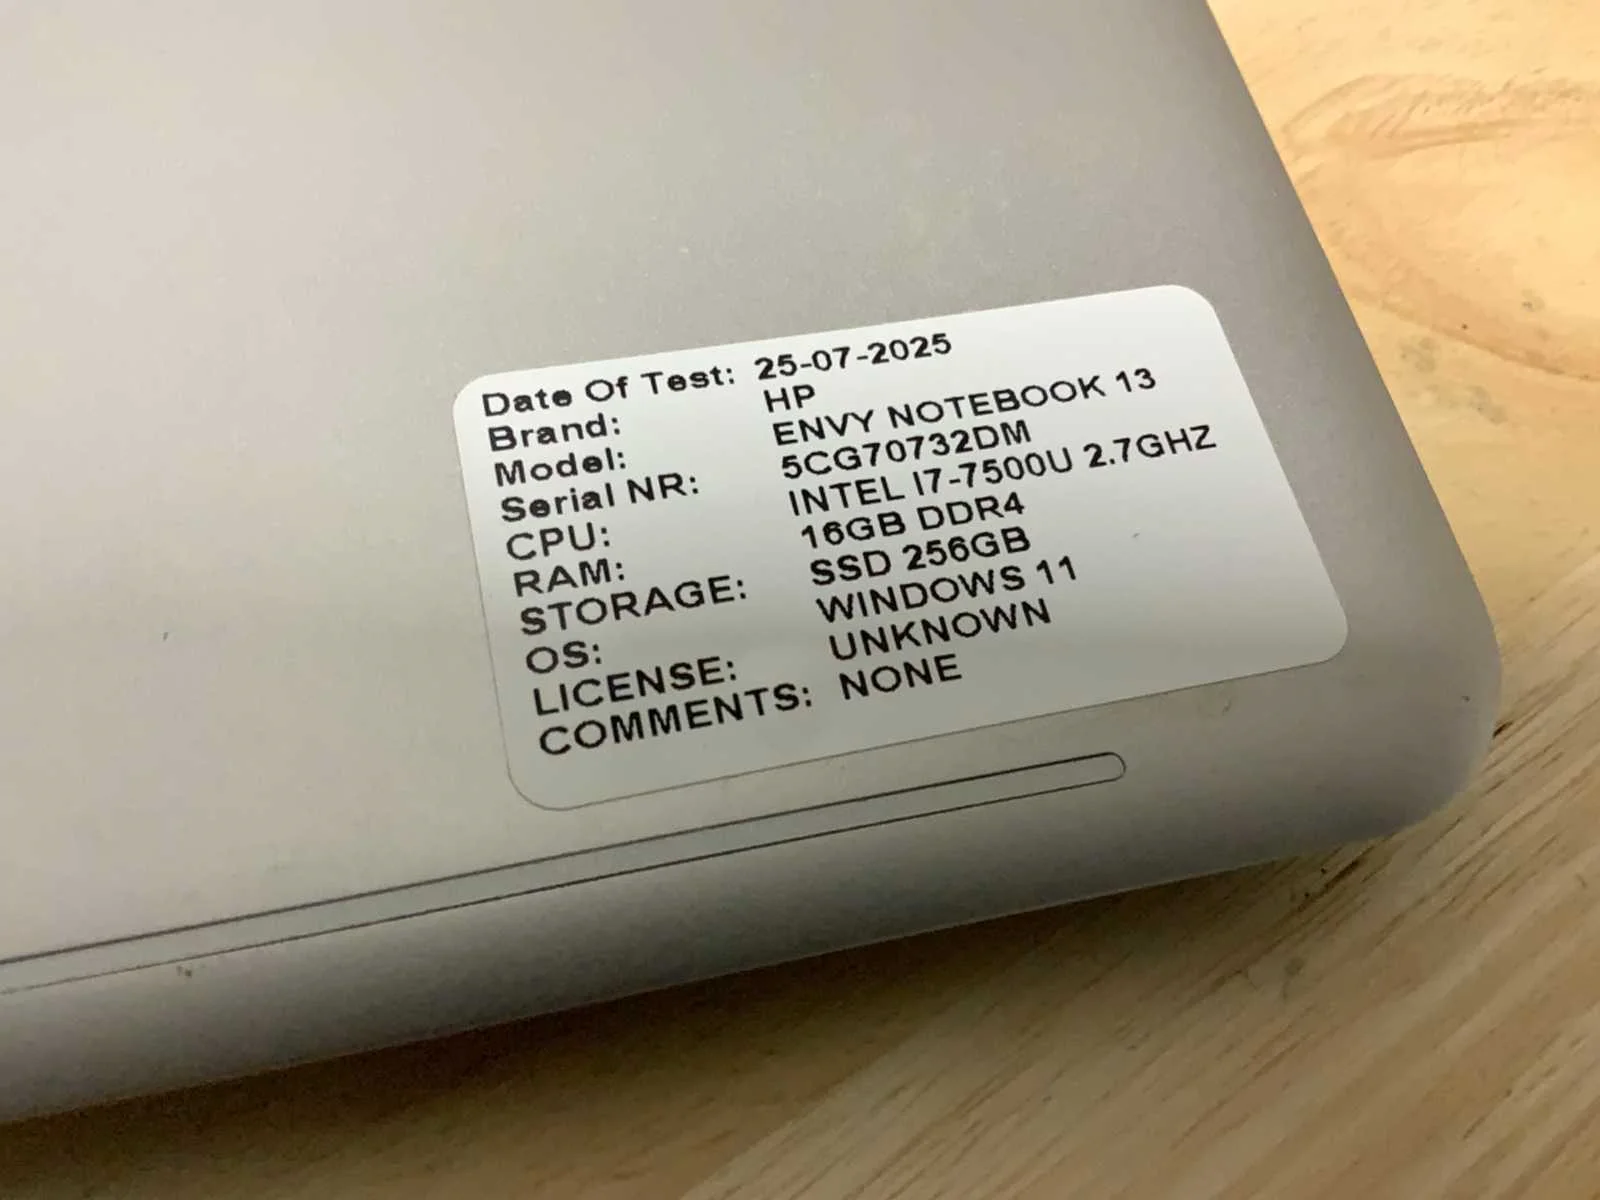 Date Of Test: 25-07-2025
Brand: HP
Model: ENVY NOTEBOOK 13
Serial NR: 5CG70732DM
CPU: INTEL I7-7500U 2.7GHZ
RAM: 16GB DDR4
STORAGE: SSD 256GB
OS: WINDOWS 11
LICENSE: UNKNOWN
COMMENTS: NONE